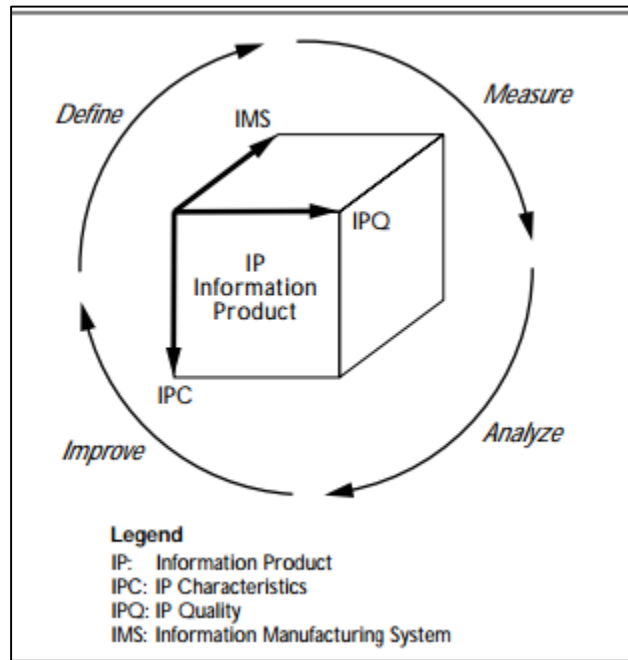 Define
Measure
IMS
IPQ
IP
Information
Product
IPC
Improve
Analyze
Legend
IP: Information Product
IPC: IP Characteristics
IPQ: IP Quality
IMS: Information Manufacturing System